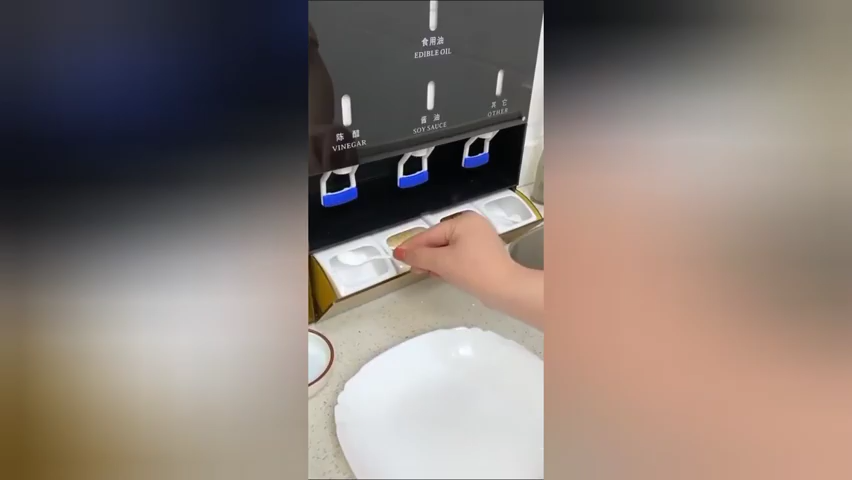 食用油
EDIBLE OIL
陈 醋
VINEGAR
酱 油
SOY SAUCE
其 它
OTHER